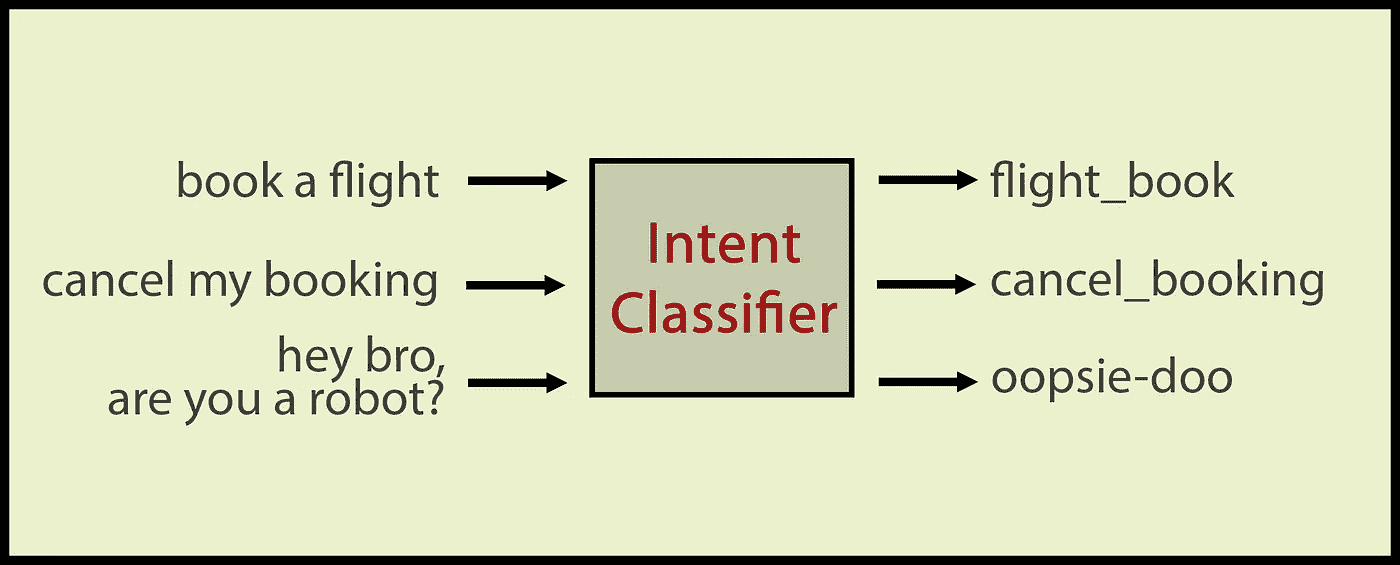 book a flight
cancel my booking
hey bro,
are you a robot?
Intent
Classifier
flight_book
cancel_booking
oopsie-doo